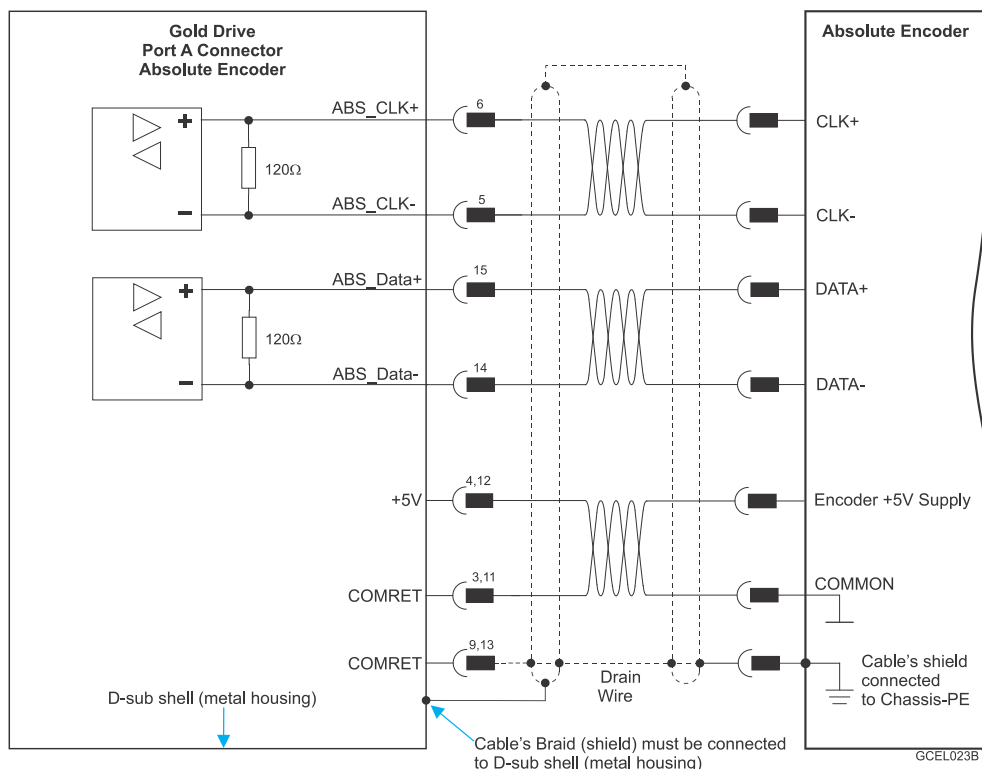 Gold Drive
Port A Connector
Absolute Encoder
Absolute Encoder
ABS_CLK+
6
CLK+
+
120Ω
−
ABS_CLK-
5
CLK-
ABS_Data+
15
DATA+
+
120Ω
−
ABS_Data-
14
DATA-
+5V
4,12
Encoder +5V Supply
COMRET
3,11
COMMON
COMRET
9,13
Drain
Wire
Cable's shield
connected
to Chassis-PE
D-sub shell (metal housing)
Cable's Braid (shield) must be connected
to D-sub shell (metal housing)
GCEL023B